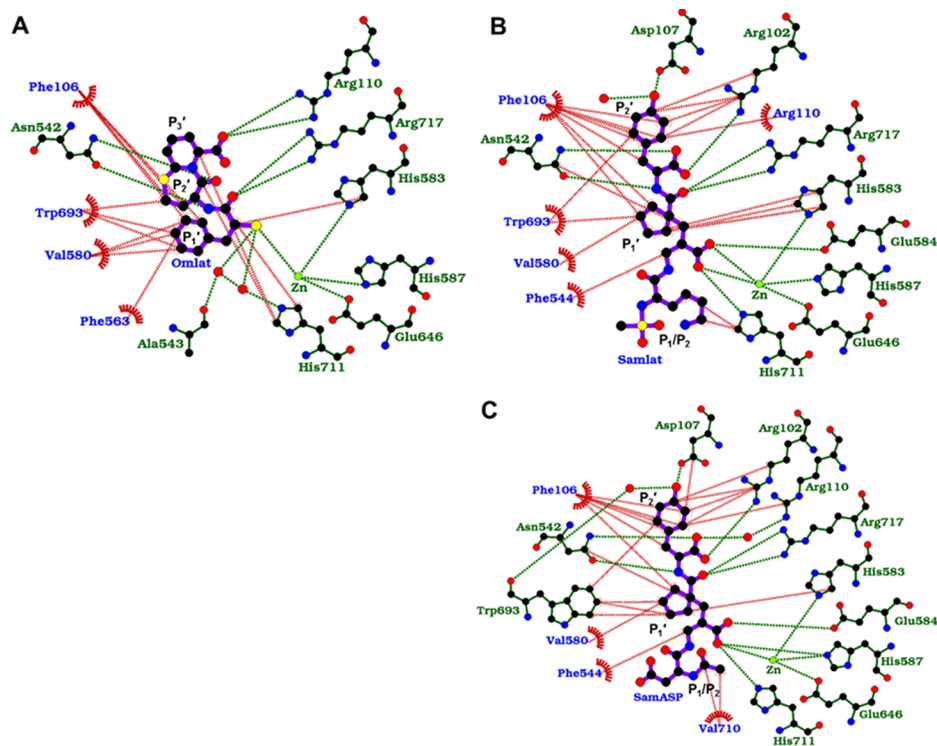 A
Phe106
Arg110
Asn542
P3′
Arg717
P2′
His583
Trp693
P1′
Val580
Omlat
Zn
His587
Phe563
Ala543
Glu646
His711
B
Asp107
Arg102
Phe106
P2′
Arg110
Asn542
Arg717
His583
Trp693
P1′
Val580
Glu584
His587
Phe544
Zn
P1/P2
Glu646
Samlat
His711
C
Asp107
Arg102
Phe106
P2′
Arg110
Asn542
Arg717
His583
Trp693
P1′
Glu584
Val580
Phe544
His587
Zn
SamASP
P1/P2
Val710
Glu646
His711